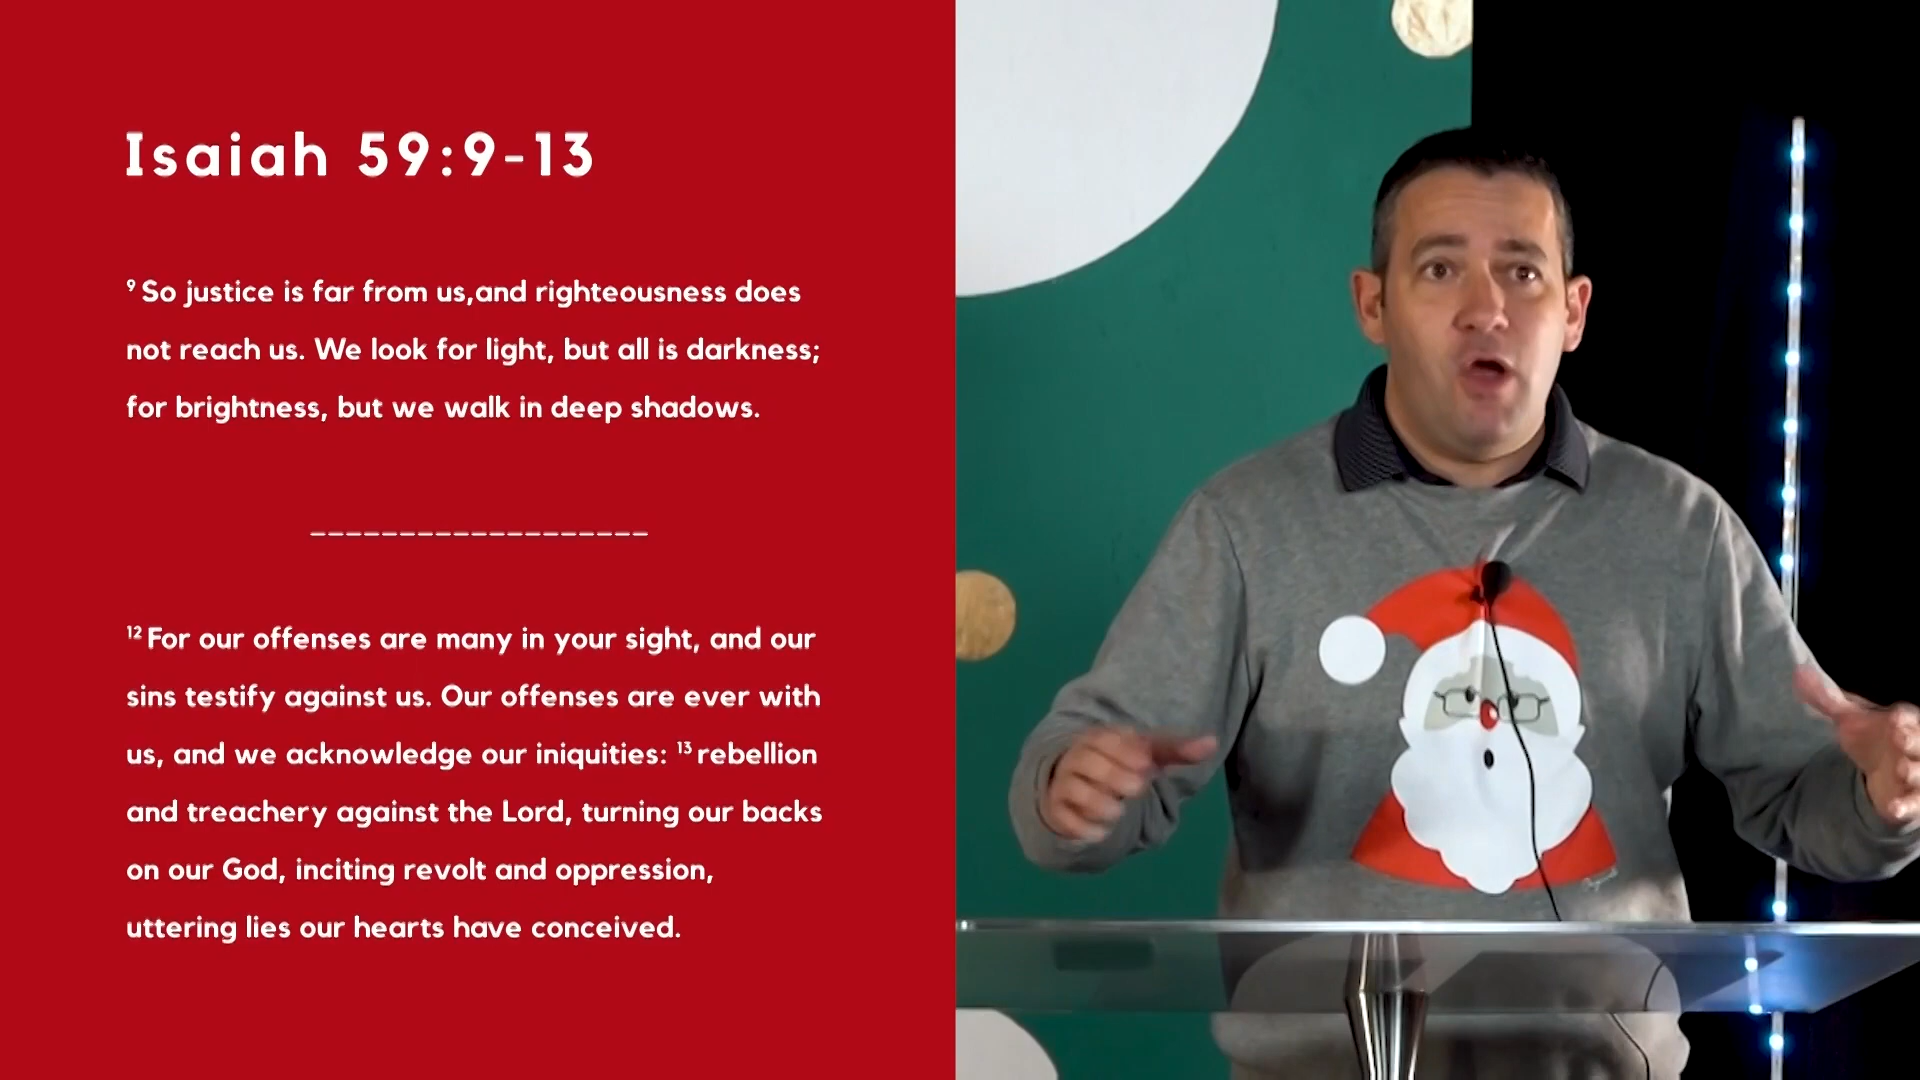 Isaiah 59:9-13
⁹ So justice is far from us,and righteousness does
not reach us. We look for light, but all is darkness;
for brightness, but we walk in deep shadows.
___________________
¹² For our offenses are many in your sight, and our
sins testify against us. Our offenses are ever with
us, and we acknowledge our iniquities: ¹³ rebellion
and treachery against the Lord, turning our backs
on our God, inciting revolt and oppression,
uttering lies our hearts have conceived.